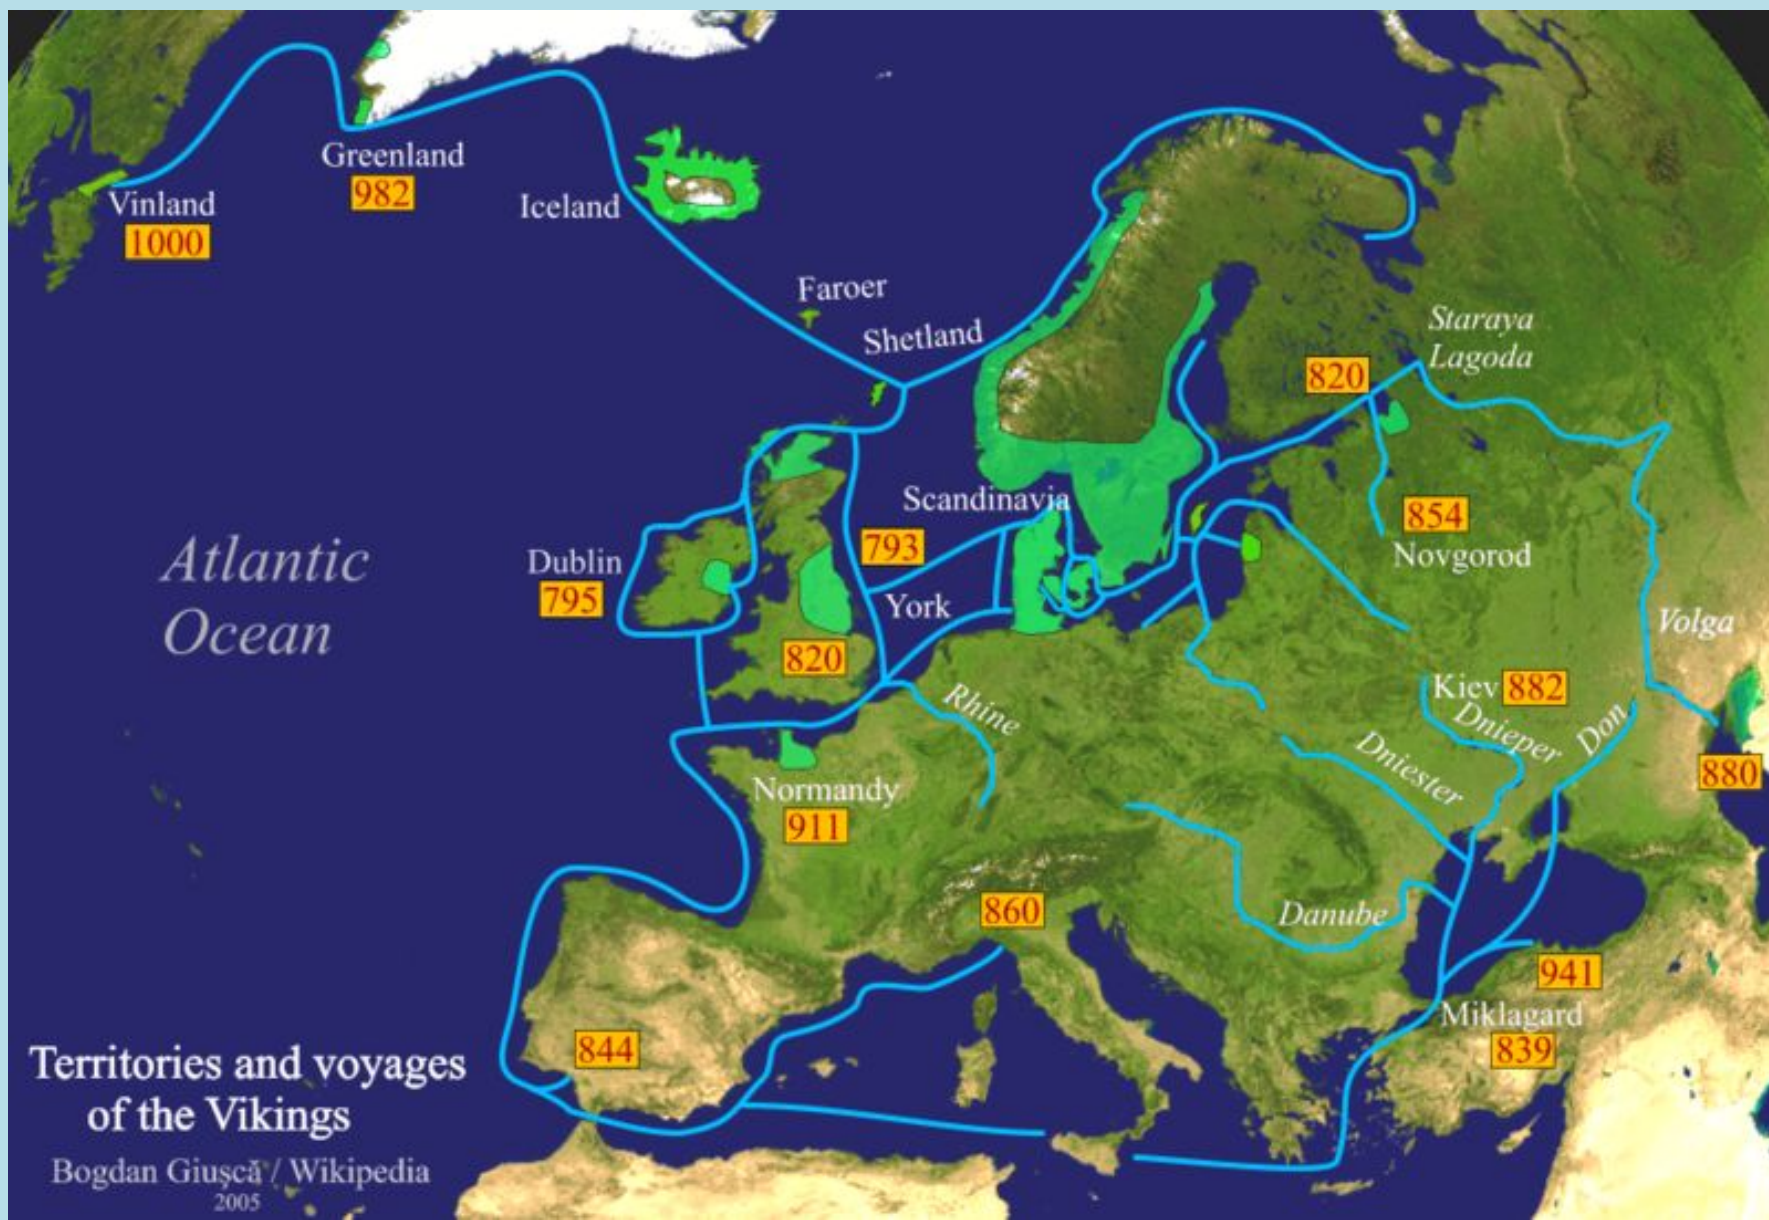 Greenland
982
Vinland
1000
Iceland
Faroer
Shetland
Staraya
Lagoda
820
Scandinavia
793
854
Novgorod
Atlantic
Ocean
Dublin
795
York
820
Volga
Kiev 882
Rhine
Dnieper
Don
Dniester
880
Normandy
911
860
Danube
941
Miklagard
839
844
Territories and voyages
of the Vikings
Bogdan Giuşcă / Wikipedia
2005